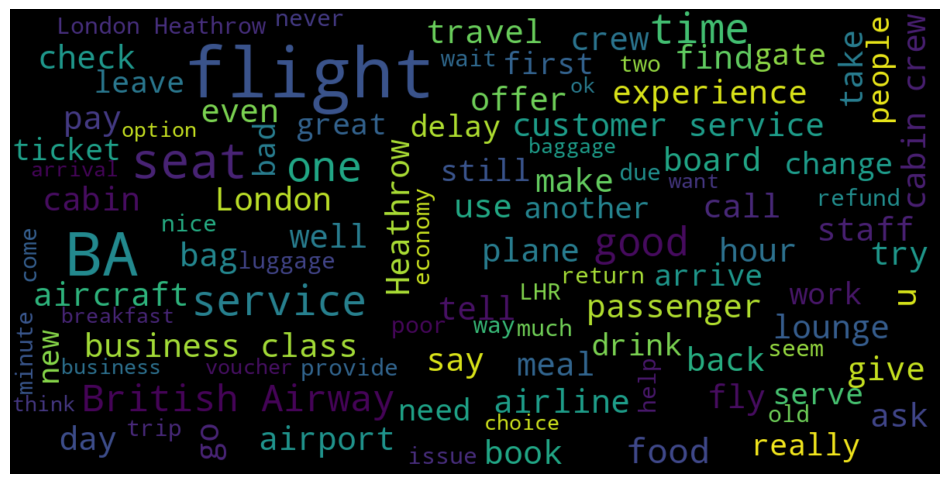 London Heathrow
never
travel
crew
time
check
leave
flight
wait
first
two
find
gate
take
people
cabin crew
pay
option
even
great
offer
ok
experience
ticket
arrival
seat
bad
one
delay
customer service
baggage
still
make
due
board
want
change
refund
cabin
nice
London
well
Heathrow
economy
use
another
call
staff
come
BA
bag
luggage
plane
good
hour
try
aircraft
service
return
arrive
tell
LHR
passenger
work
u
minute
new
breakfast
business class
poor
way
much
drink
lounge
business
voucher
provide
say
meal
back
seem
give
think
British Airway
need
airline
help
fly
serve
old
ask
day
trip
go
airport
issue
choice
book
food
really